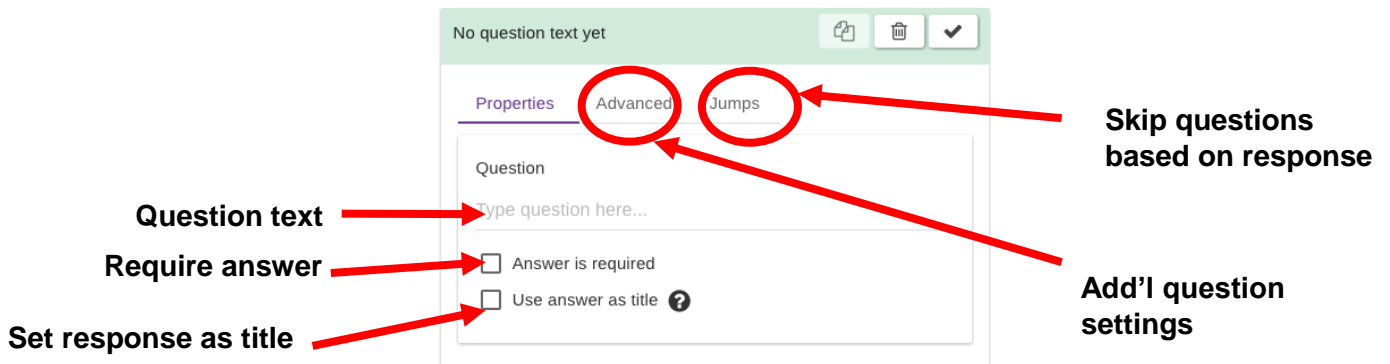 No question text yet
Properties Advanced Jumps
Skip questions
based on response
Question
Question text
Type question here...
Require answer
Answer is required
Use answer as title ?
Set response as title
Add'l question
settings